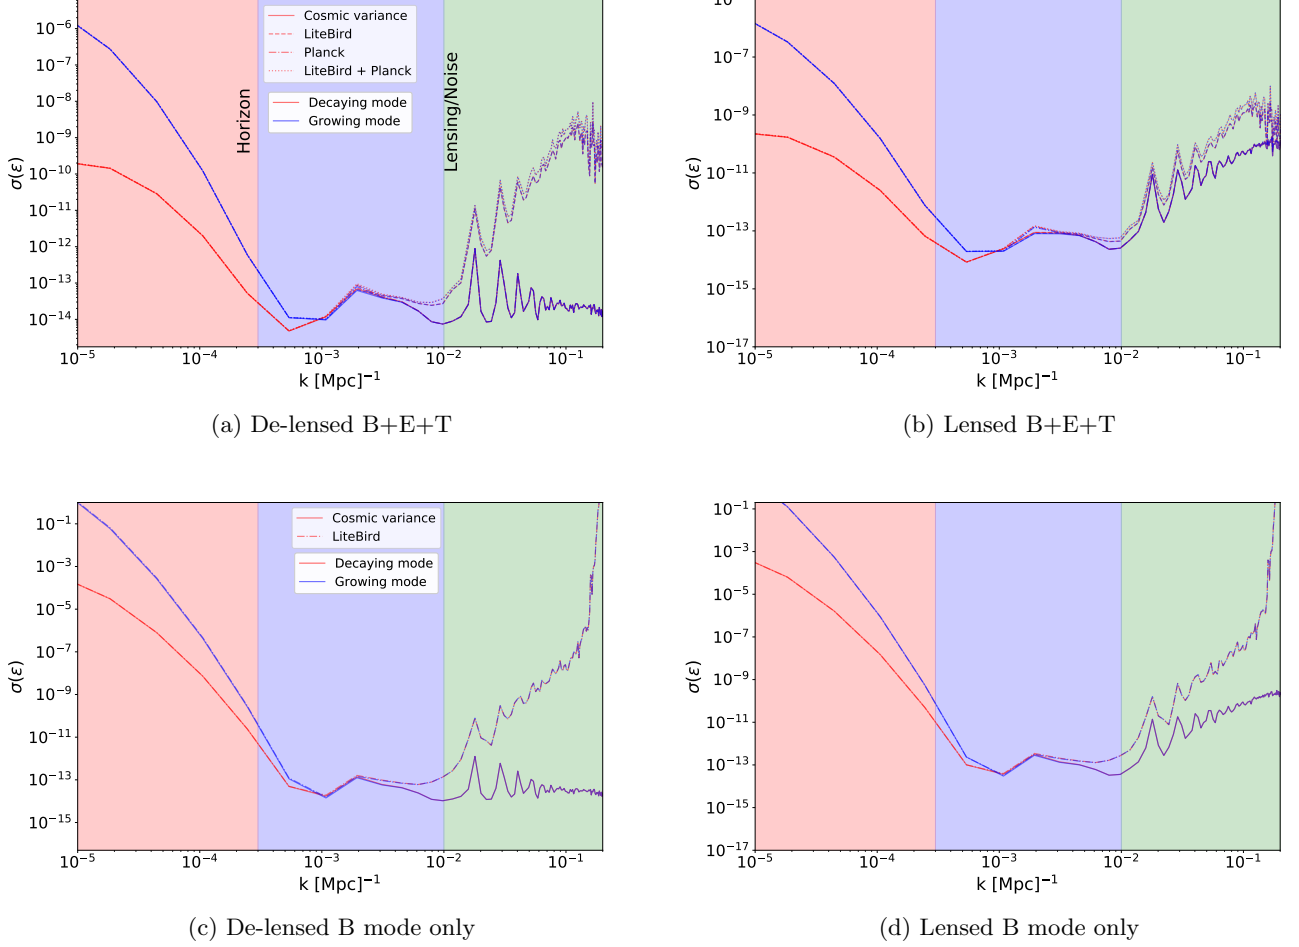 10⁻⁶
10⁻⁷
10⁻⁸
10⁻⁹
10⁻¹⁰
10⁻¹¹
10⁻¹²
10⁻¹³
10⁻¹⁴
σ(ε)
Cosmic variance
LiteBird
Planck
LiteBird + Planck
Decaying mode
Growing mode
Horizon
Lensing/Noise
10⁻⁵ 10⁻⁴ 10⁻³ 10⁻² 10⁻¹
k [Mpc]⁻¹
(a) De-lensed B+E+T
10⁻⁷
10⁻⁹
10⁻¹¹
10⁻¹³
10⁻¹⁵
10⁻¹⁷
σ(ε)
10⁻⁵ 10⁻⁴ 10⁻³ 10⁻² 10⁻¹
k [Mpc]⁻¹
(b) Lensed B+E+T
10⁻¹
10⁻³
10⁻⁵
10⁻⁷
10⁻⁹
10⁻¹¹
10⁻¹³
10⁻¹⁵
σ(ε)
Cosmic variance
LiteBird
Decaying mode
Growing mode
10⁻⁵ 10⁻⁴ 10⁻³ 10⁻² 10⁻¹
k [Mpc]⁻¹
(c) De-lensed B mode only
10⁻¹
10⁻³
10⁻⁵
10⁻⁷
10⁻⁹
10⁻¹¹
10⁻¹³
10⁻¹⁵
10⁻¹⁷
σ(ε)
10⁻⁵ 10⁻⁴ 10⁻³ 10⁻² 10⁻¹
k [Mpc]⁻¹
(d) Lensed B mode only